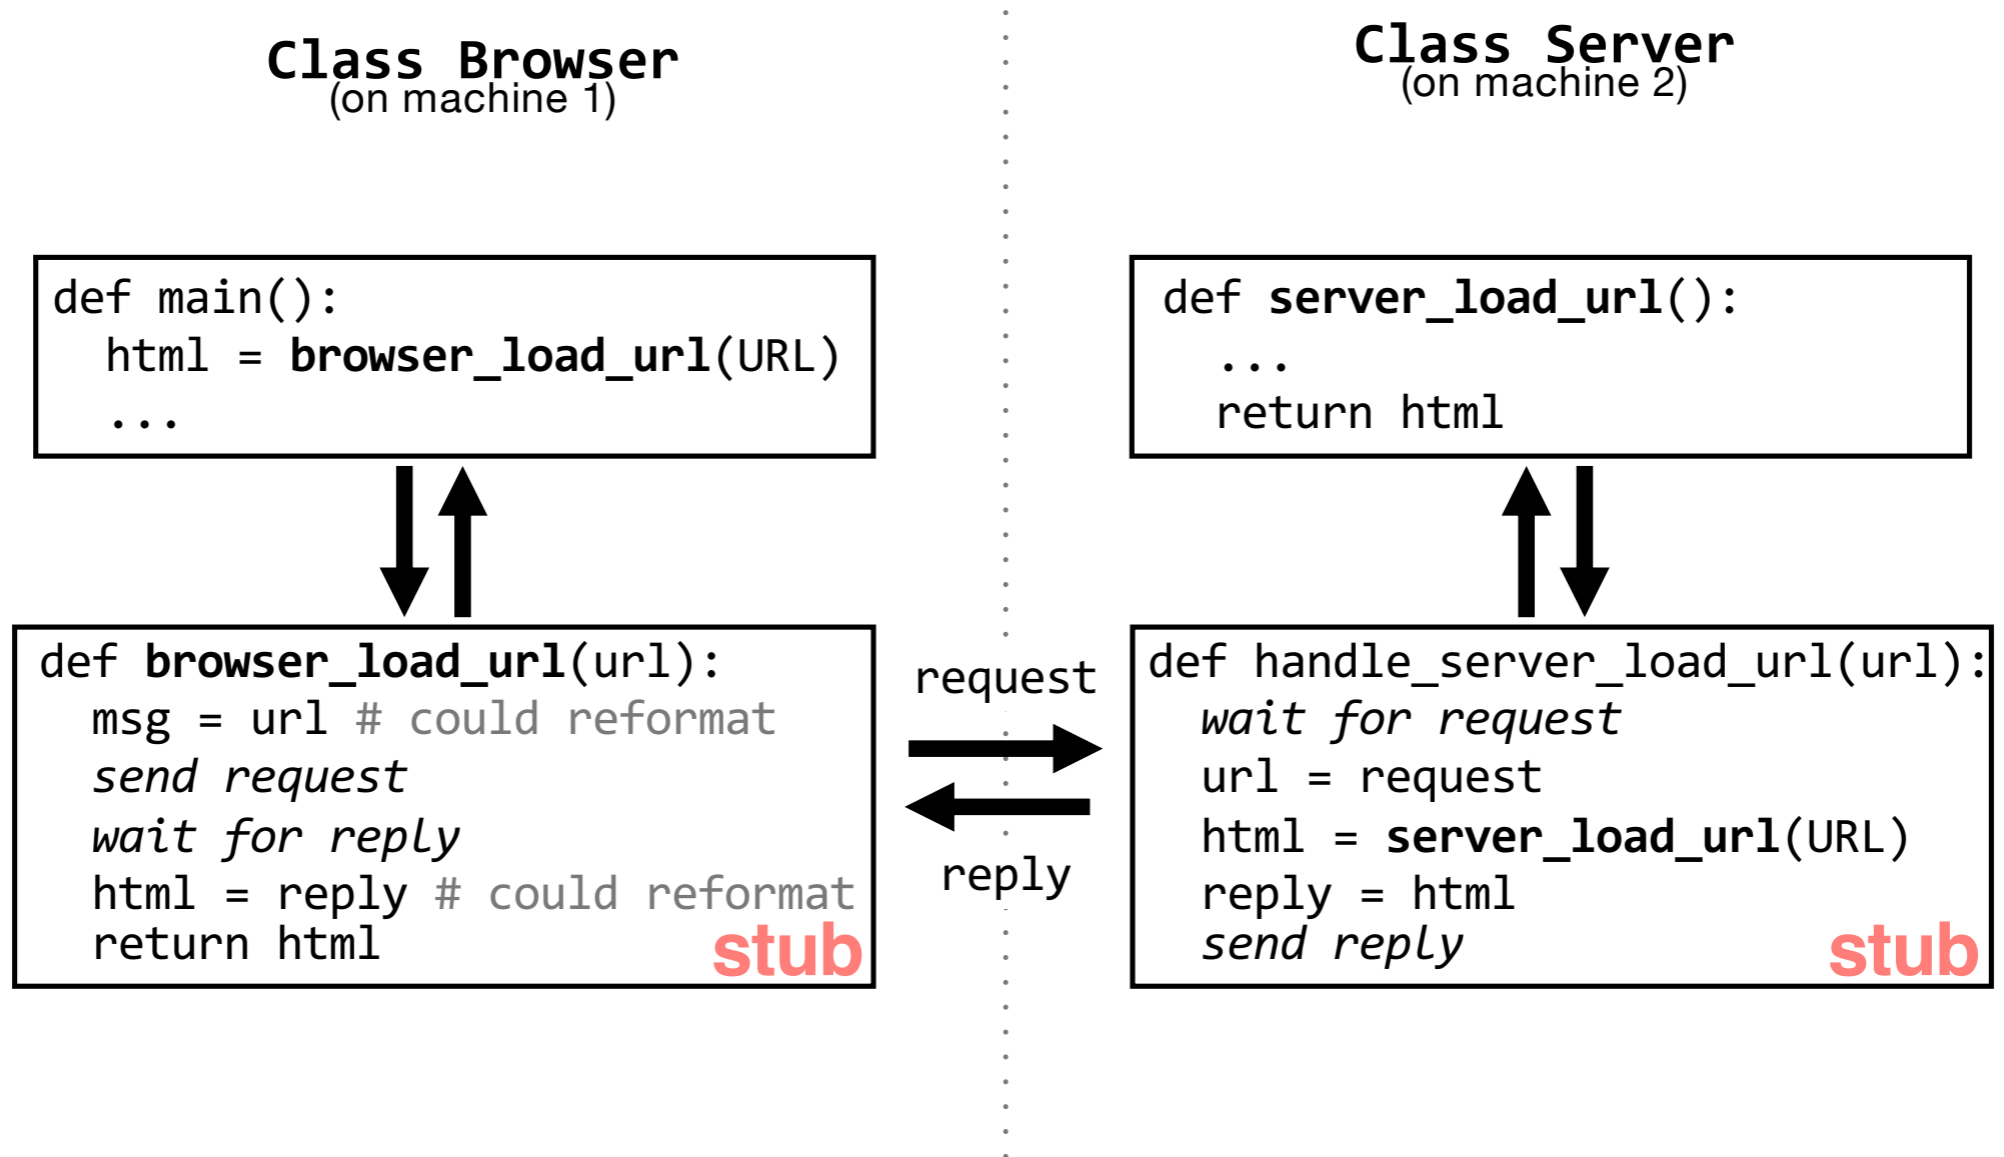 Class Browser
(on machine 1)
def main():
  html = browser_load_url(URL)
  ...
def browser_load_url(url):
  msg = url # could reformat
  send request
  wait for reply
  html = reply # could reformat
  return html
stub
request
reply
Class Server
(on machine 2)
def server_load_url():
  ...
  return html
def handle_server_load_url(url):
  wait for request
  url = request
  html = server_load_url(URL)
  reply = html
  send reply
stub